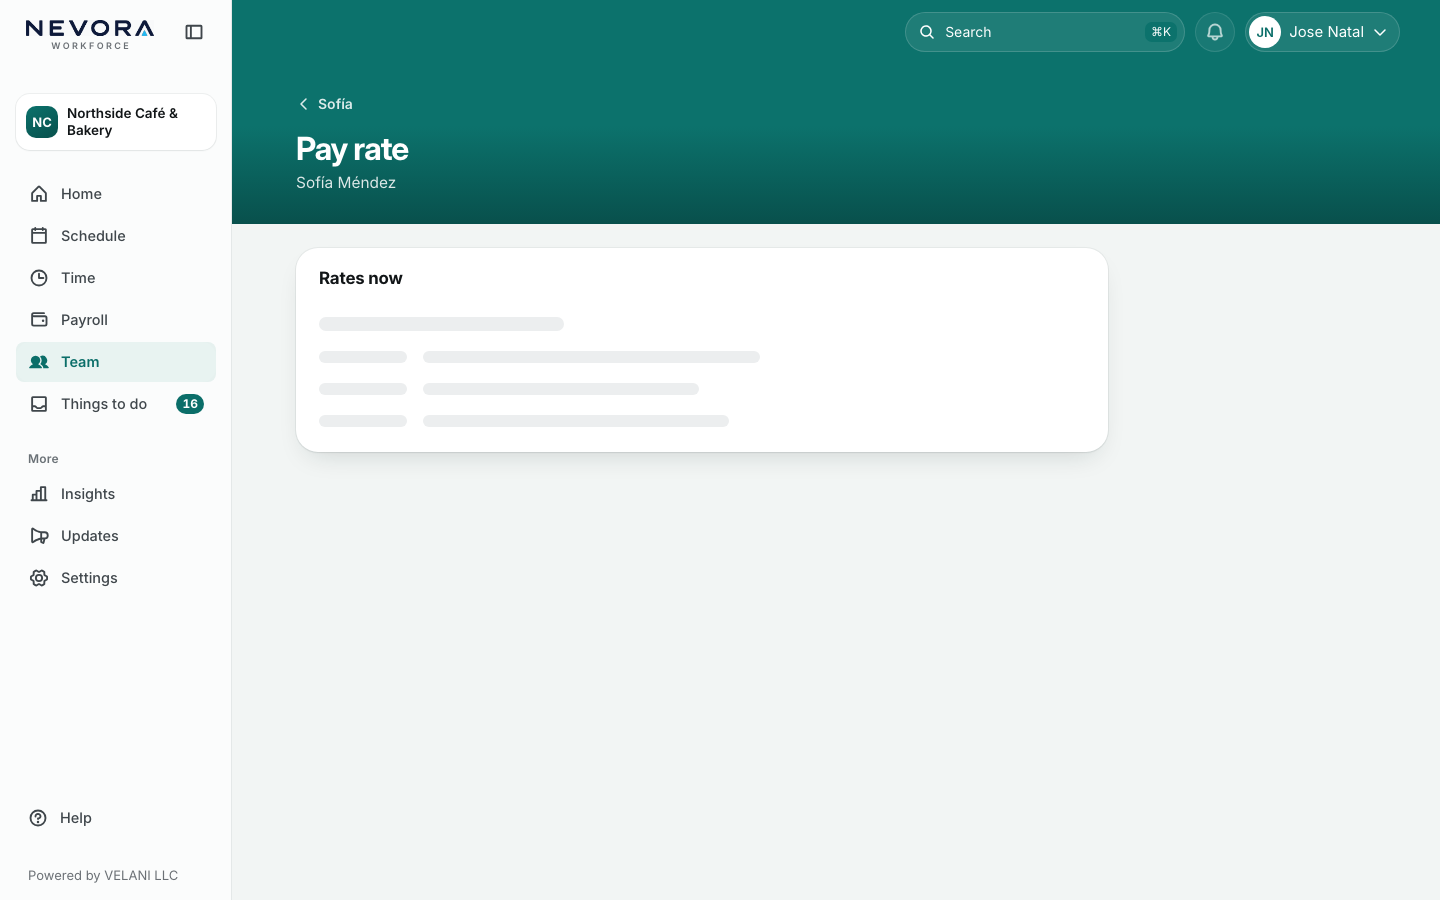 NEVORA
WORKFORCE
Search
⌘K
JN
Jose Natal
Sofía
Pay rate
Sofía Méndez
NC
Northside Café &
Bakery
Home
Schedule
Time
Payroll
Team
Things to do
16
More
Insights
Updates
Settings
Help
Powered by VELANI LLC
Rates now